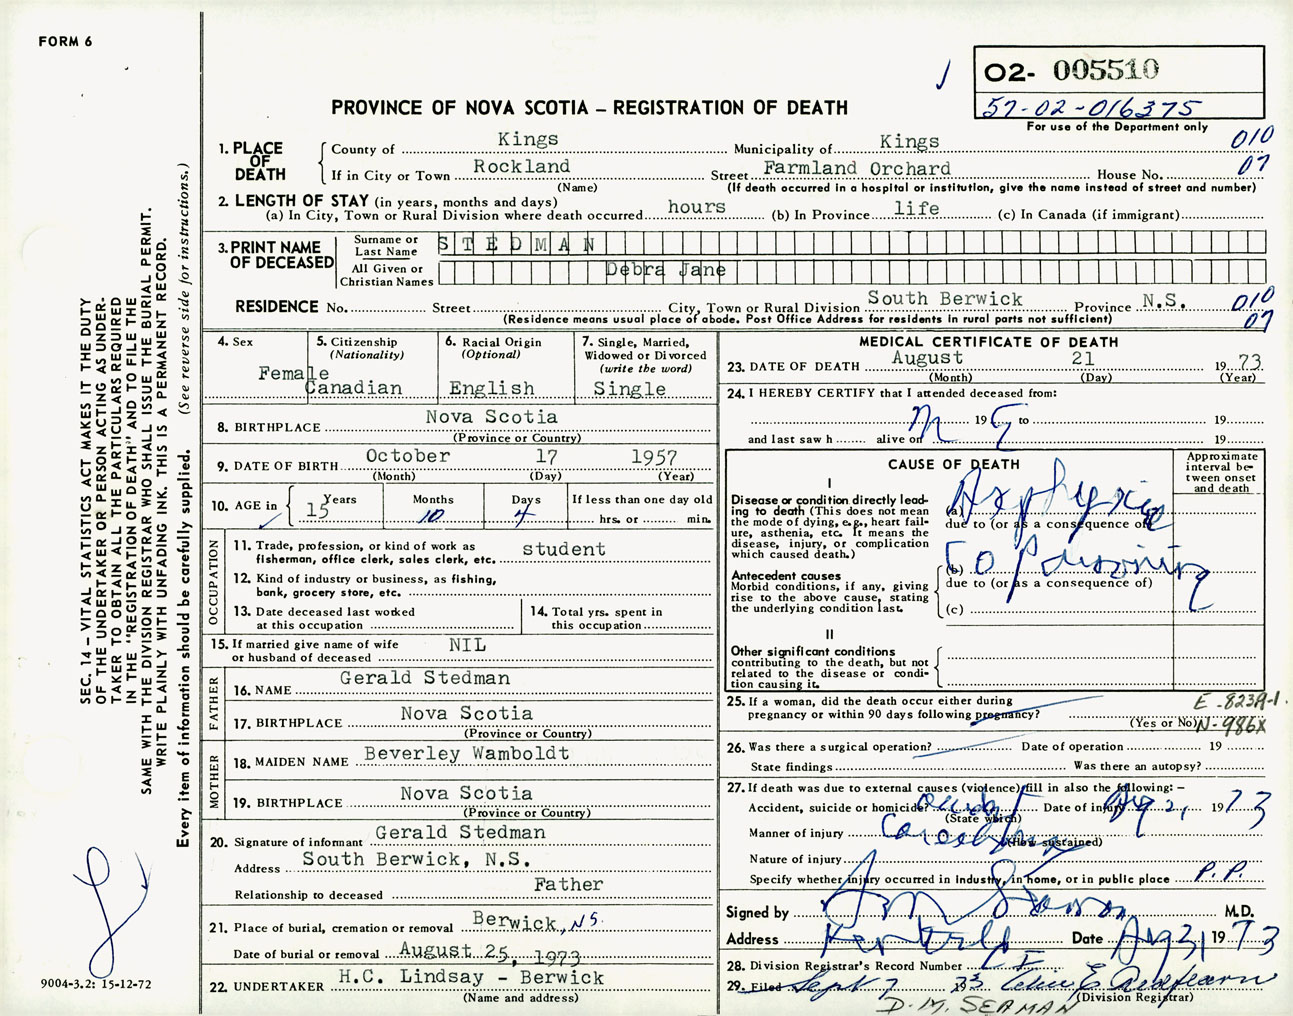 FORM 6
O2- 005510
57-02-016375
For use of the Department only
PROVINCE OF NOVA SCOTIA – REGISTRATION OF DEATH
1. PLACE OF DEATH
County of Kings Municipality of Kings 010
If in City or Town Rockland Street Farmland Orchard House No. 07
(Name) (If death occurred in a hospital or institution, give the name instead of street and number)
2. LENGTH OF STAY (in years, months and days)
(a) In City, Town or Rural Division where death occurred hours (b) In Province life (c) In Canada (if immigrant)
3. PRINT NAME OF DECEASED
Surname or Last Name STEDMAN
All Given or Christian Names Debra Jane
RESIDENCE No. Street City, Town or Rural Division South Berwick Province N.S. 010
(Residence means usual place of abode. Post Office Address for residents in rural parts not sufficient) 07
4. Sex Female
5. Citizenship (Nationality) Canadian
6. Racial Origin (Optional) English
7. Single, Married, Widowed or Divorced (write the word) Single
8. BIRTHPLACE Nova Scotia
(Province or Country)
9. DATE OF BIRTH October 17 1957
(Month) (Day) (Year)
10. AGE in Years 15 Months 10 Days 4 If less than one day old
hrs. or min.
OCCUPATION
11. Trade, profession, or kind of work as fisherman, office clerk, sales clerk, etc. student
12. Kind of industry or business, as fishing, bank, grocery store, etc.
13. Date deceased last worked at this occupation
14. Total yrs. spent in this occupation
15. If married give name of wife or husband of deceased NIL
FATHER
16. NAME Gerald Stedman
17. BIRTHPLACE Nova Scotia
(Province or Country)
MOTHER
18. MAIDEN NAME Beverley Wamboldt
19. BIRTHPLACE Nova Scotia
(Province or Country)
20. Signature of informant Gerald Stedman
Address South Berwick, N.S.
Relationship to deceased Father
21. Place of burial, cremation or removal Berwick, NS.
Date of burial or removal August 25, 1973
22. UNDERTAKER H.C. Lindsay - Berwick
(Name and address)
MEDICAL CERTIFICATE OF DEATH
23. DATE OF DEATH August 21 1973
(Month) (Day) (Year)
24. I HEREBY CERTIFY that I attended deceased from:
19 to 19
and last saw h alive on 19
CAUSE OF DEATH
Approximate interval between onset and death
I
Disease or condition directly leading to death (This does not mean the mode of dying, e.g., heart failure, asthenia, etc. It means the disease, injury, or complication which caused death.)
(a) Asphyxia
due to (or as a consequence of)
Antecedent causes
Morbid conditions, if any, giving rise to the above cause, stating the underlying condition last.
(b) CO Poisoning
due to (or as a consequence of)
(c)
II
Other significant conditions contributing to the death, but not related to the disease or condition causing it.
25. If a woman, did the death occur either during pregnancy or within 90 days following pregnancy? (Yes or No)
E-823A-1.
N-986X
26. Was there a surgical operation? Date of operation 19
State findings Was there an autopsy?
27. If death was due to external causes (violence) fill in also the following: –
Accident, suicide or homicide? Date of injury Aug 21, 1973
(State which)
Manner of injury
(How sustained)
Nature of injury
Specify whether injury occurred in industry, in home, or in public place P.P.
Signed by M.D.
Address Kentville Date Aug 31, 1973
28. Division Registrar's Record Number
29. Filed Sept 7 1973
(Division Registrar)
D.M. SEAMAN
SEC. 14 – VITAL STATISTICS ACT MAKES IT THE DUTY
OF THE UNDERTAKER OR PERSON ACTING AS UNDER-
TAKER TO OBTAIN ALL THE PARTICULARS REQUIRED
IN THE "REGISTRATION OF DEATH" AND TO FILE THE
SAME WITH THE DIVISION REGISTRAR WHO SHALL ISSUE THE BURIAL PERMIT.
WRITE PLAINLY WITH UNFADING INK. THIS IS A PERMANENT RECORD.
Every item of information should be carefully supplied. (See reverse side for instructions.)
9004-3.2: 15-12-72